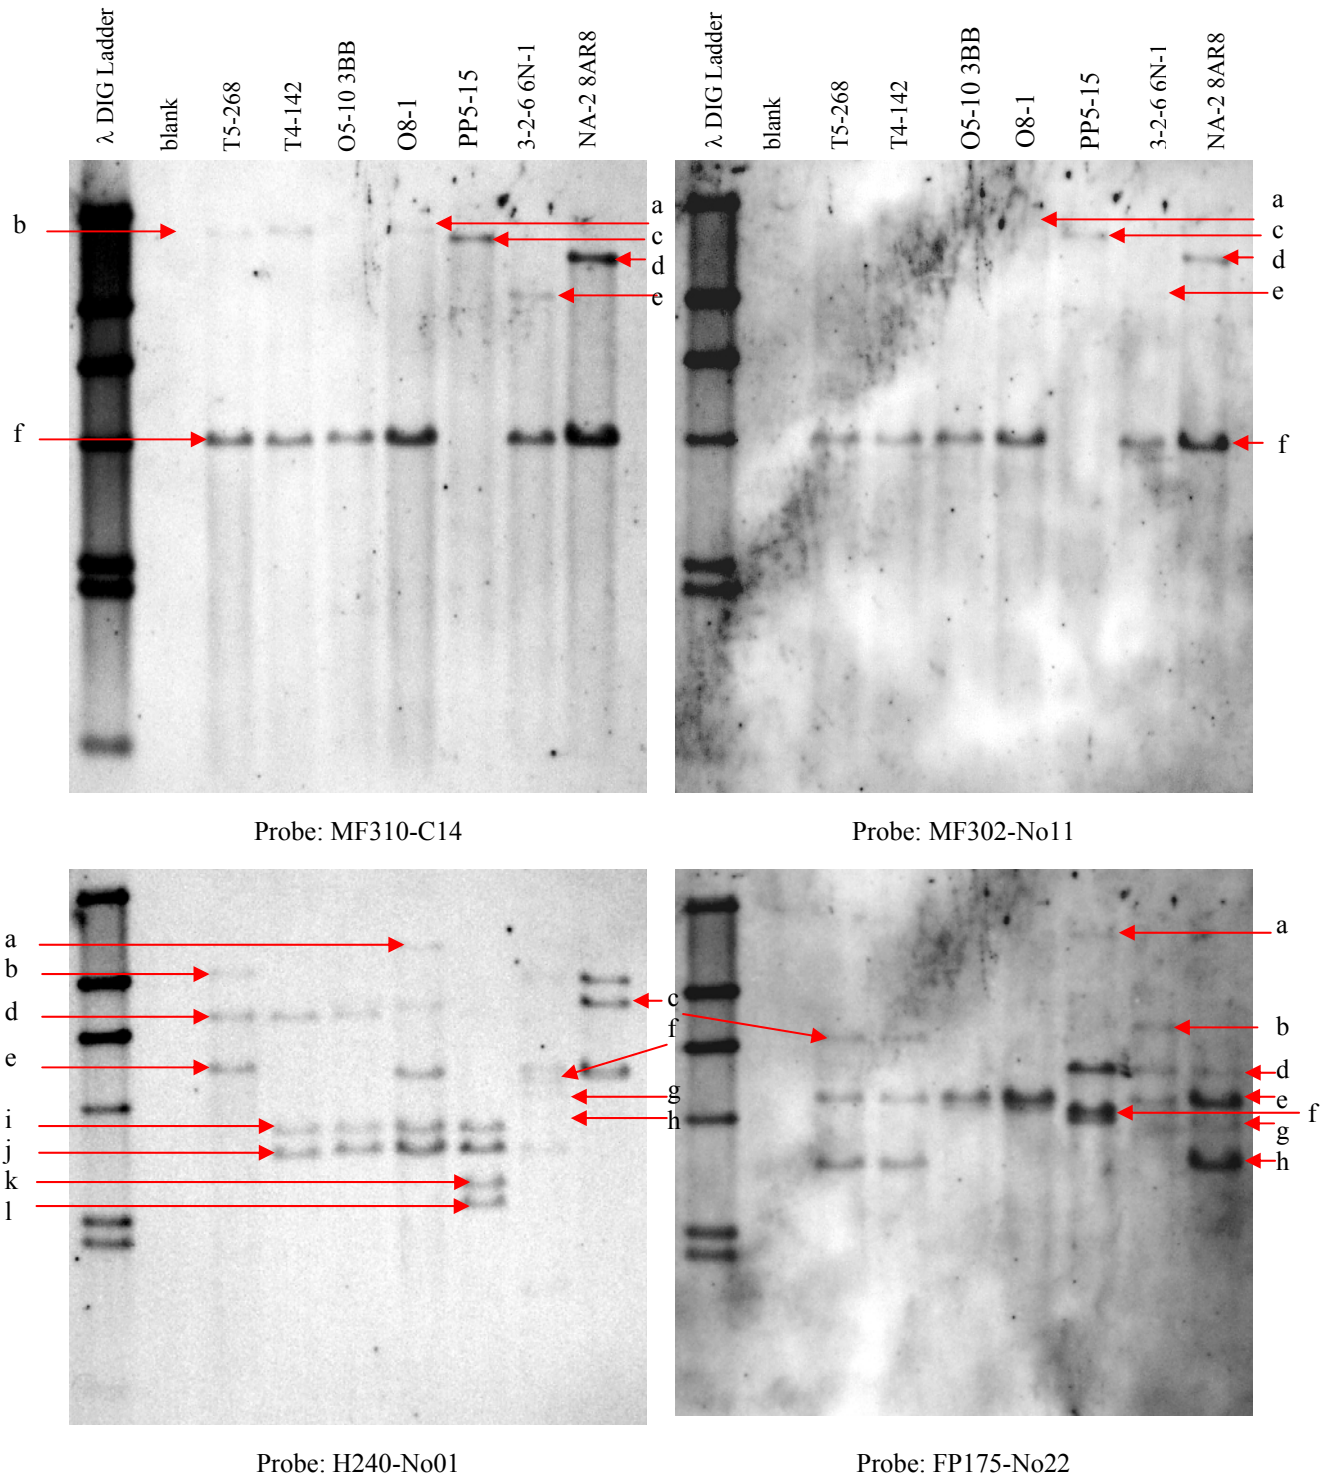 λ DIG Ladder
blank
T5-268
T4-142
O5-10 3BB
O8-1
PP5-15
3-2-6 6N-1
NA-2 8AR8
λ DIG Ladder
blank
T5-268
T4-142
O5-10 3BB
O8-1
PP5-15
3-2-6 6N-1
NA-2 8AR8
b
f
a
c
d
e
a
c
d
e
f
Probe: MF310-C14
Probe: MF302-No11
a
b
d
e
i
j
k
l
c
f
g
h
a
b
d
e
f
g
h
Probe: H240-No01
Probe: FP175-No22